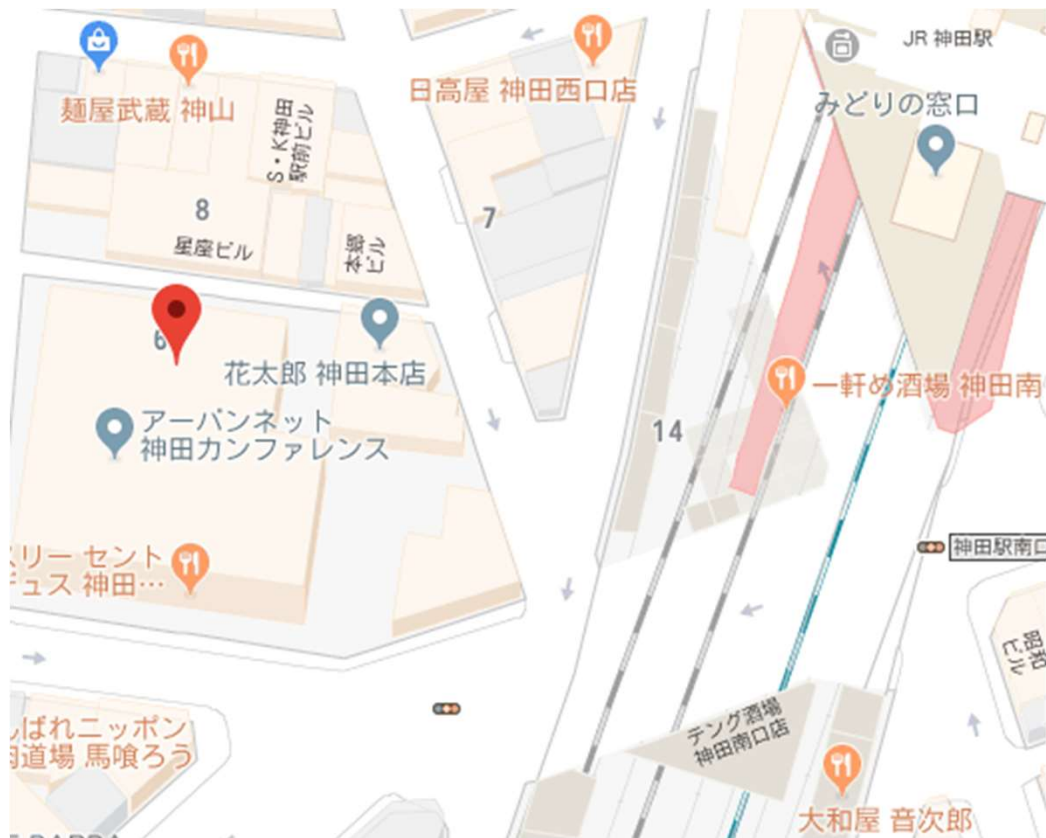 JR 神田駅
麺屋武蔵 神山
日高屋 神田西口店
みどりの窓口
S・K神田
駅前ビル
8
7
星座ビル
本郷
ビル
6
花太郎 神田本店
一軒め酒場 神田南
アーバンネット
神田カンファレンス
14
リー セント
ュス 神田…
神田駅南口
昭和
ビル
ばれニッポン
道場 馬喰ろう
テング酒場
神田南口店
大和屋 音次郎